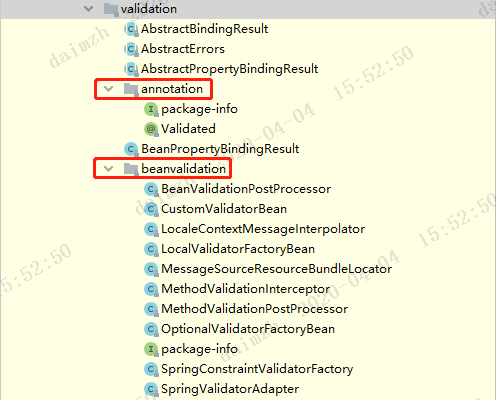 validation
AbstractBindingResult
AbstractErrors
AbstractPropertyBindingResult
annotation
package-info
Validated
BeanPropertyBindingResult
beanvalidation
BeanValidationPostProcessor
CustomValidatorBean
LocaleContextMessageInterpolator
LocalValidatorFactoryBean
MessageSourceResourceBundleLocator
MethodValidationInterceptor
MethodValidationPostProcessor
OptionalValidatorFactoryBean
package-info
SpringConstraintValidatorFactory
SpringValidatorAdapter
daimzh
2020-04-04 15:52:50
15:52:50
daimzh 2020-04-04 15:52:50